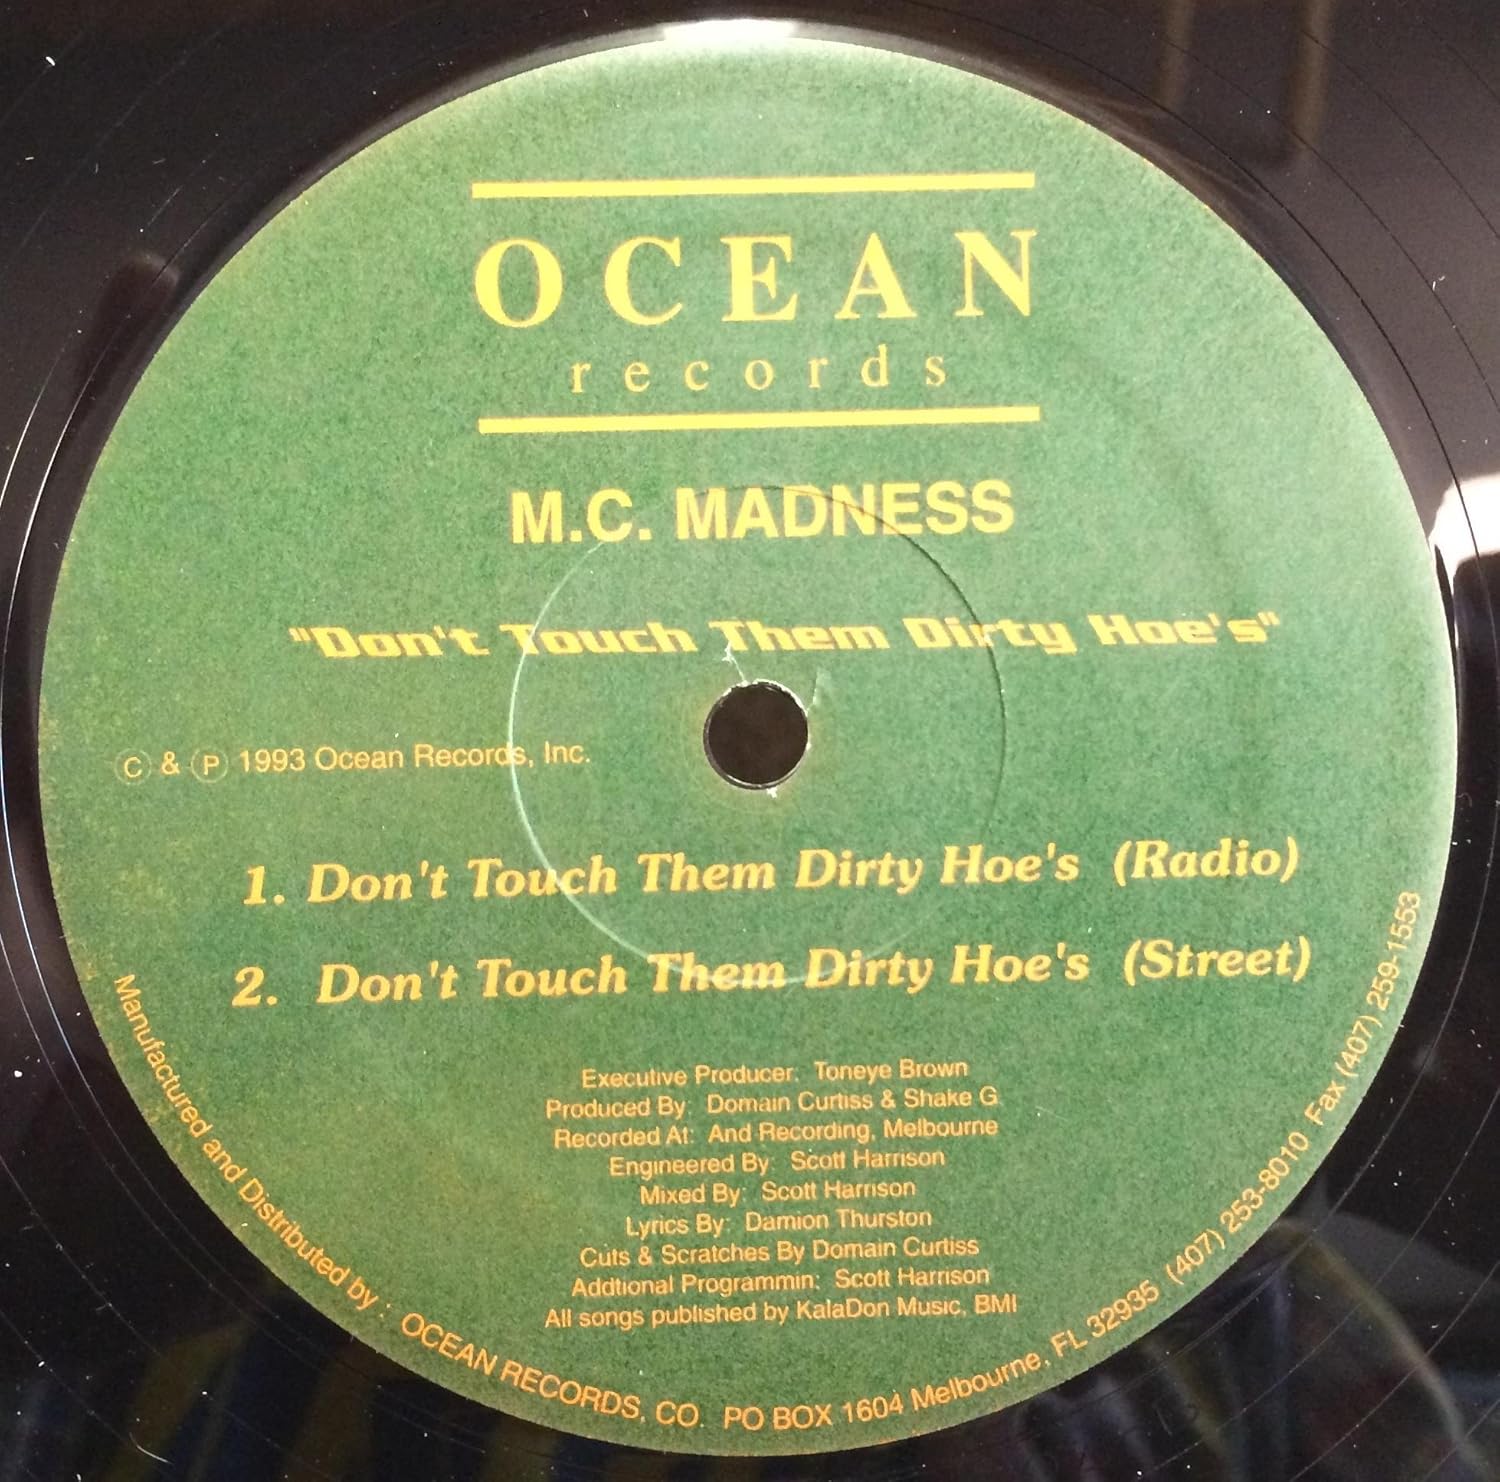 OCEAN
records
M.C. MADNESS
"Don't Touch Them Dirty Hoe's"
C & P 1993 Ocean Records, Inc.
1. Don't Touch Them Dirty Hoe's (Radio)
2. Don't Touch Them Dirty Hoe's (Street)
Executive Producer: Toneye Brown
Produced By: Domain Curtiss & Shake G
Recorded At: And Recording, Melbourne
Engineered By: Scott Harrison
Mixed By: Scott Harrison
Lyrics By: Damion Thurston
Cuts & Scratches By Domain Curtiss
Addtional Programmin: Scott Harrison
All songs published by KalaDon Music, BMI
Manufactured and Distributed by : OCEAN RECORDS, CO. PO BOX 1604 Melbourne, FL 32935 (407) 253-8010 Fax (407) 259-1553